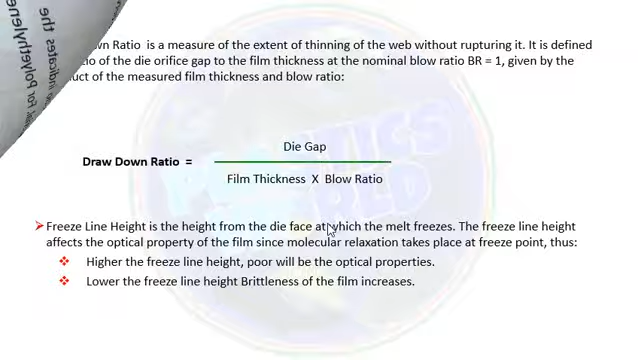 Ratio is a measure of the extent of thinning of the web without rupturing it. It is defined
of the die orifice gap to the film thickness at the nominal blow ratio BR = 1, given by the
of the measured film thickness and blow ratio:
Draw Down Ratio =
Die Gap
Film Thickness X Blow Ratio
Freeze Line Height is the height from the die face at which the melt freezes. The freeze line height
affects the optical property of the film since molecular relaxation takes place at freeze point, thus:
Higher the freeze line height, poor will be the optical properties.
Lower the freeze line height Brittleness of the film increases.